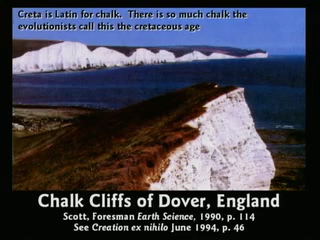 Creta is Latin for chalk.  There is so much chalk the
evolutionists call this the cretaceous age
Chalk Cliffs of Dover, England
Scott, Foresman Earth Science, 1990, p. 114
See Creation ex nihilo June 1994, p. 46